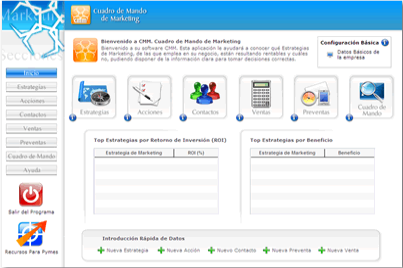 Cuadro de Mando
de Marketing
Bienvenido a CMM. Cuadro de Mando de Marketing
Bienvenido a su software CMM. Esta aplicación le ayudará a conocer qué Estrategias
de Marketing, de las que emplea en su negocio, están resultando rentables y cuáles
no, pudiendo disponer de la información clave para tomar decisiones correctas.
Configuración Básica
Datos Básicos de
la empresa
Inicio
Estrategias
Acciones
Contactos
Ventas
Preventas
Cuadro de Mando
Ayuda
Salir del Programa
Recursos Para Pymes
Estrategias
Acciones
Contactos
Ventas
Preventas
Cuadro de
Mando
Top Estrategias por Retorno de Inversión (ROI)
Estrategia de Marketing ROI (%)
Top Estrategias por Beneficio
Estrategia de Marketing Beneficio
Introducción Rápida de Datos
Nueva Estrategia Nueva Acción Nuevo Contacto Nueva Preventa Nueva Venta